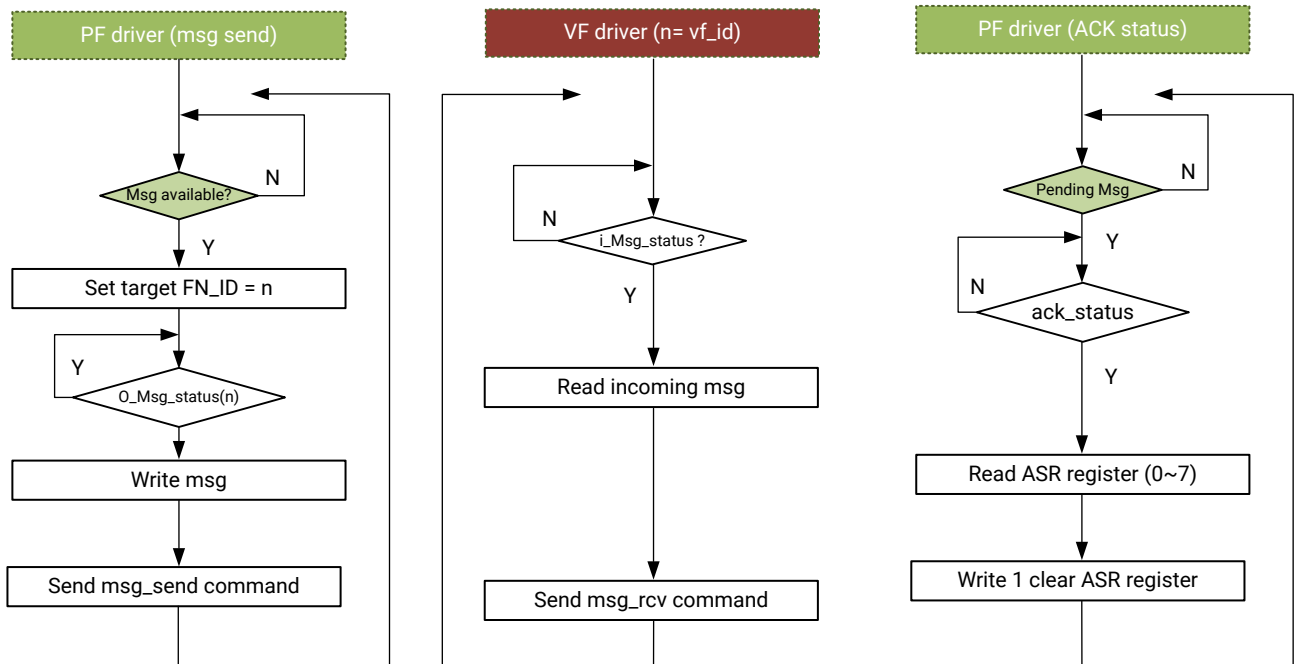 PF driver (msg send)
Msg available?
N
Y
Set target FN_ID = n
Y
O_Msg_status(n)
Write msg
Send msg_send command
VF driver (n= vf_id)
N
i_Msg_status ?
Y
Read incoming msg
Send msg_rcv command
PF driver (ACK status)
Pending Msg
N
Y
N
ack_status
Y
Read ASR register (0~7)
Write 1 clear ASR register